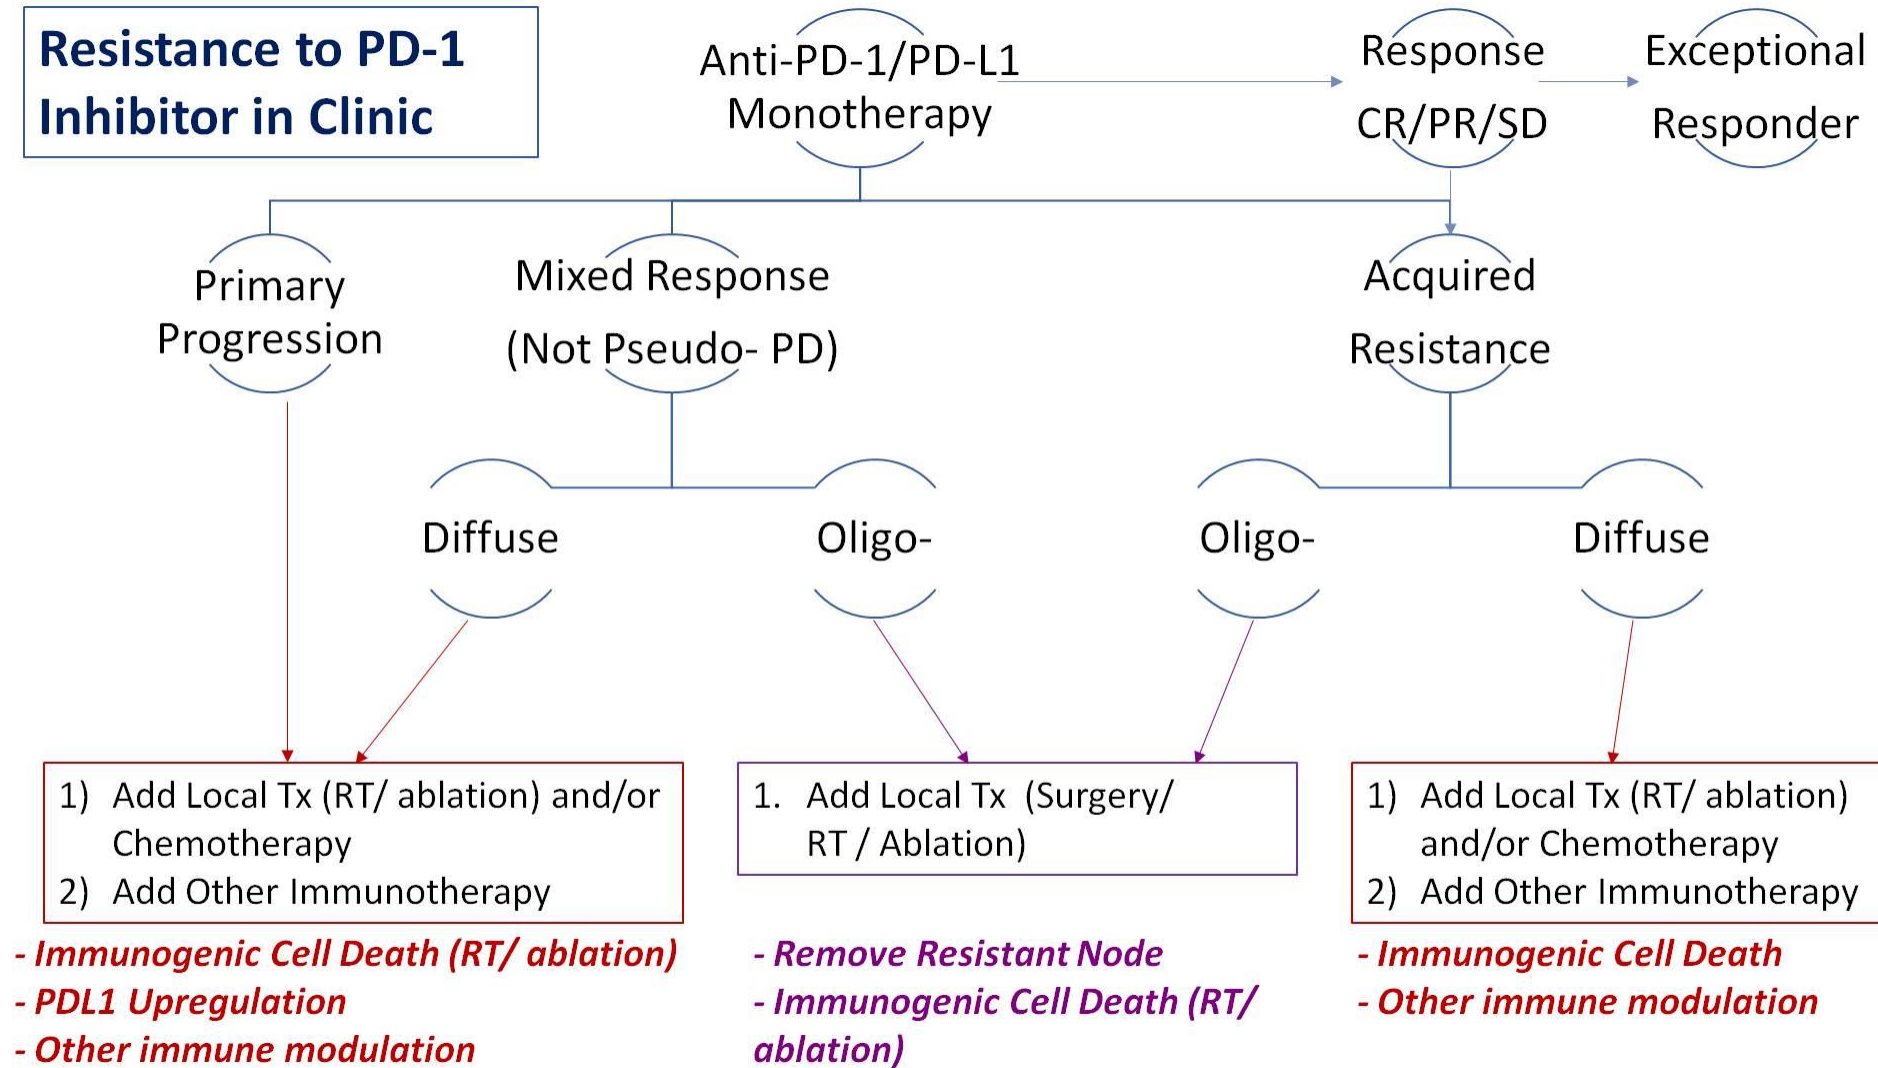 Resistance to PD-1
Inhibitor in Clinic
Anti-PD-1/PD-L1
Monotherapy
Response
CR/PR/SD
Exceptional
Responder
Primary
Progression
Mixed Response
(Not Pseudo- PD)
Acquired
Resistance
Diffuse
Oligo-
Oligo-
Diffuse
1) Add Local Tx (RT/ ablation) and/or
Chemotherapy
2) Add Other Immunotherapy
- Immunogenic Cell Death (RT/ ablation)
- PDL1 Upregulation
- Other immune modulation
1. Add Local Tx (Surgery/
RT / Ablation)
- Remove Resistant Node
- Immunogenic Cell Death (RT/
ablation)
1) Add Local Tx (RT/ ablation)
and/or Chemotherapy
2) Add Other Immunotherapy
- Immunogenic Cell Death
- Other immune modulation